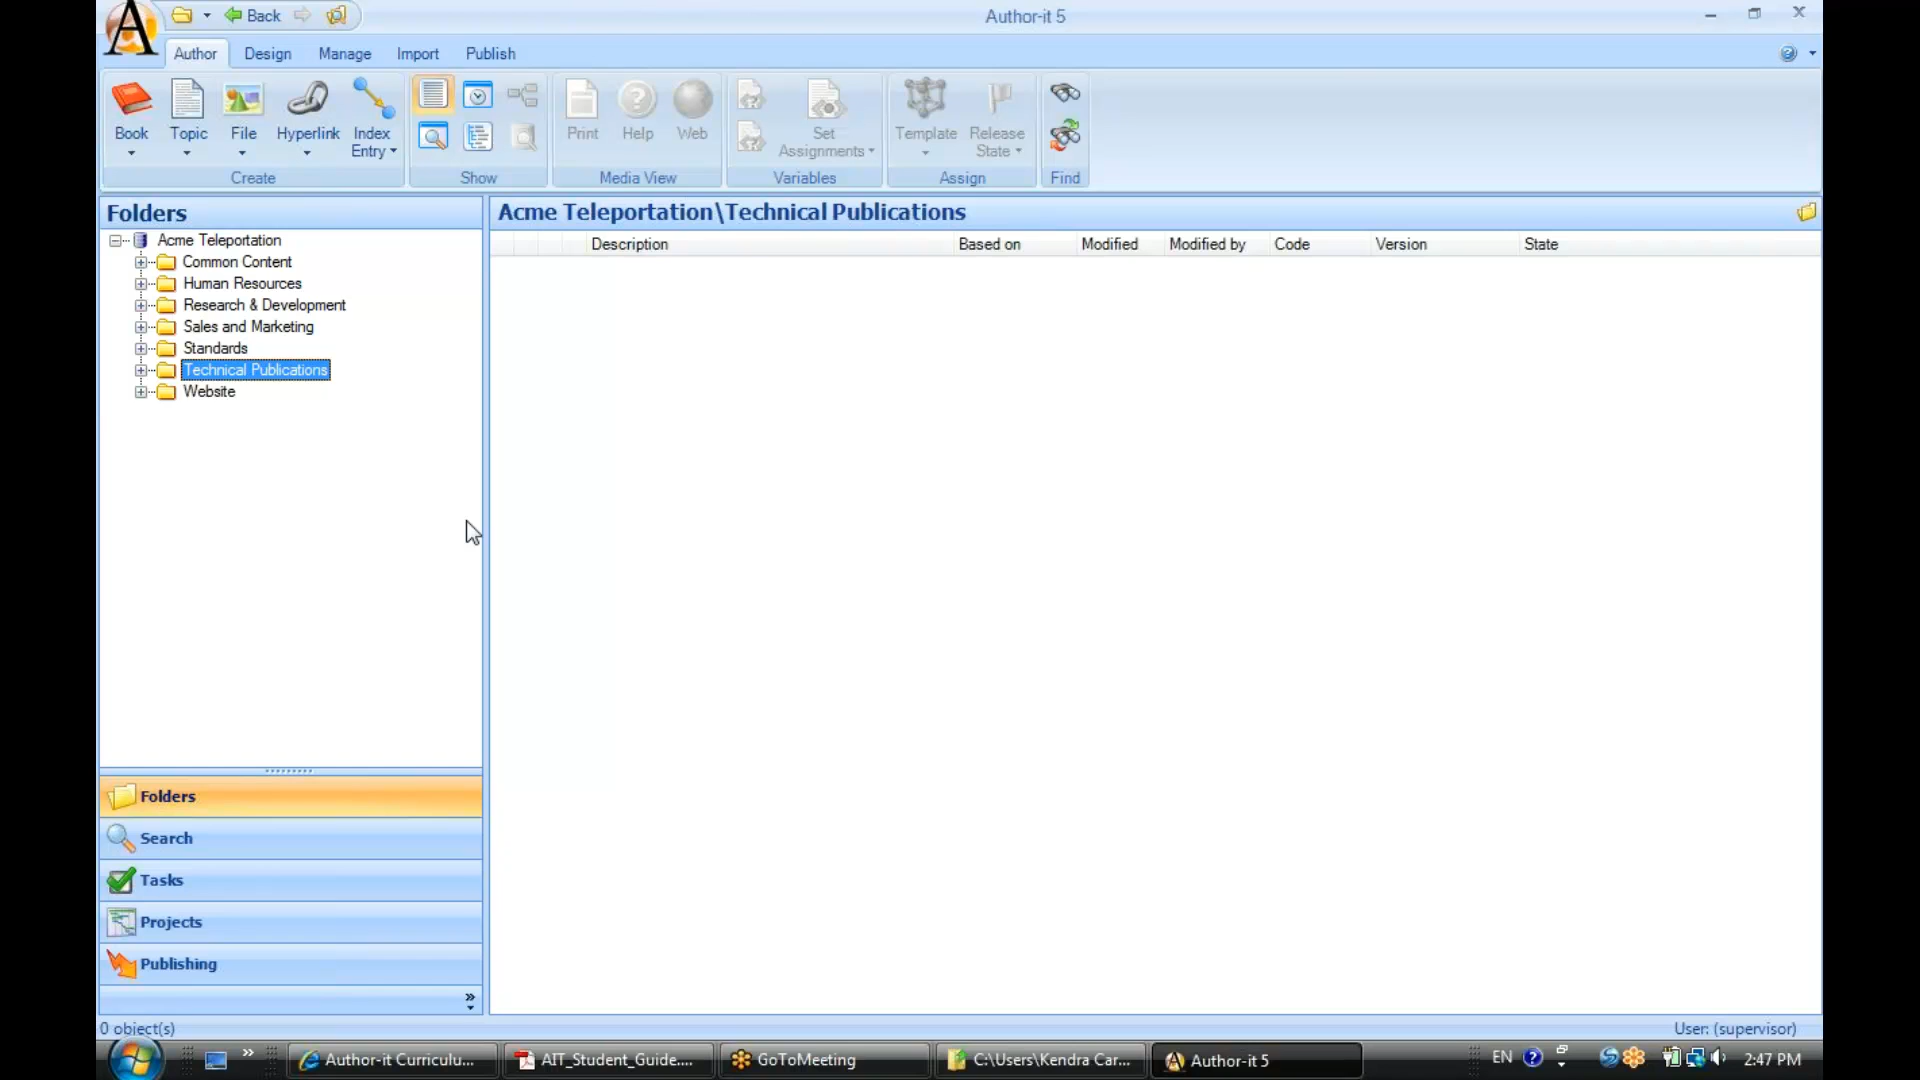 Back
Author-it 5
Author Design Manage Import Publish
Book Topic File Hyperlink Index Entry
Print Help Web
Set Assignments
Template Release State
Create Show Media View Variables Assign Find
Folders
Acme Teleportation\Technical Publications
Description Based on Modified Modified by Code Version State
Acme Teleportation
Common Content
Human Resources
Research & Development
Sales and Marketing
Standards
Technical Publications
Website
Folders
Search
Tasks
Projects
Publishing
0 object(s)
User: (supervisor)
Author-it Curriculu... AIT_Student_Guide.... GoToMeeting C:\Users\Kendra Car... Author-it 5 EN 2:47 PM